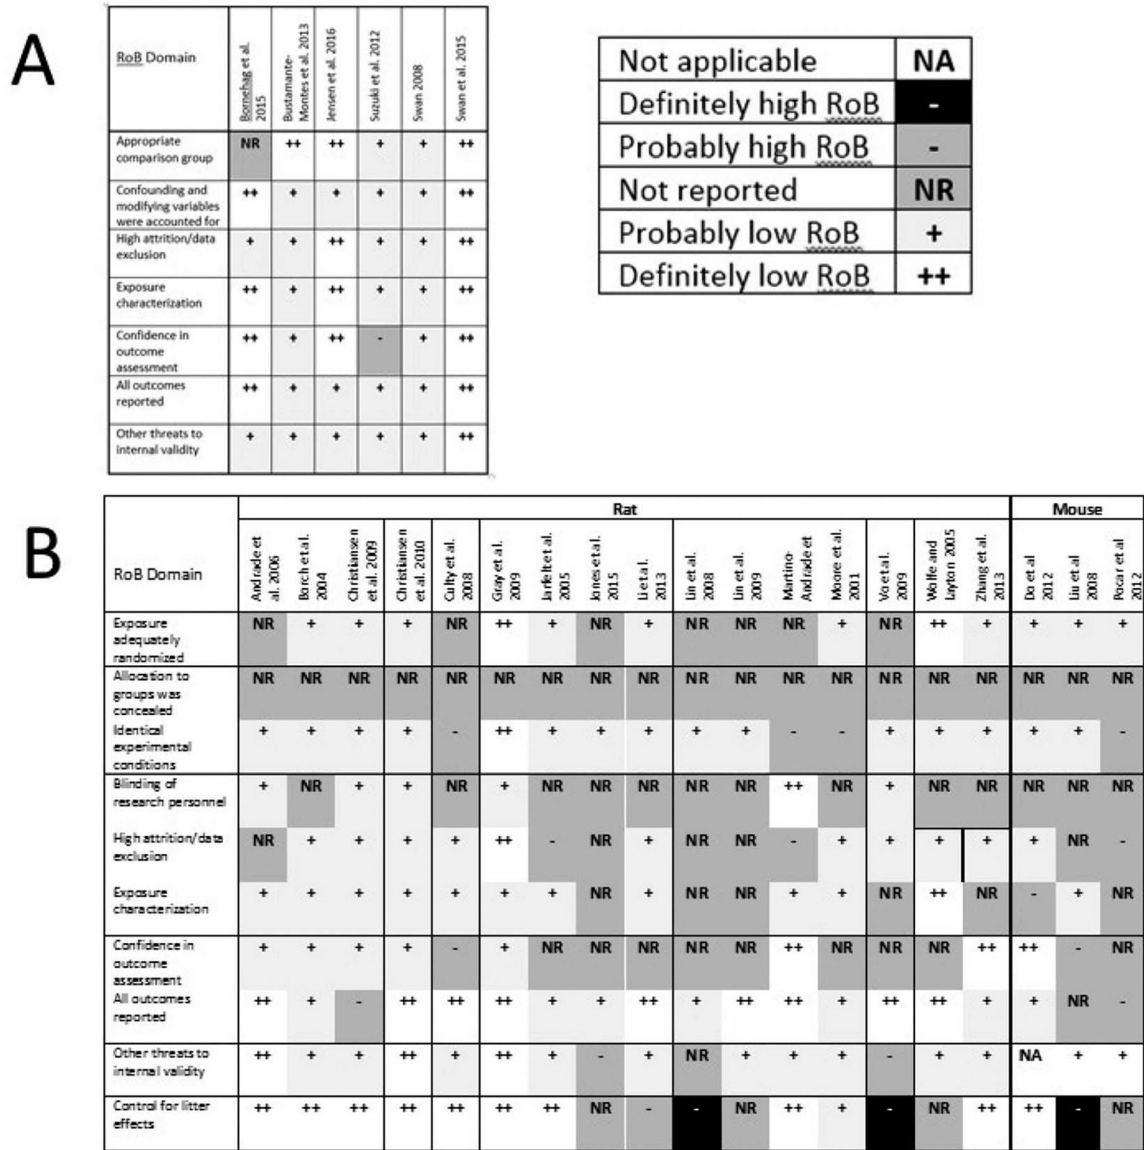 A
RoB Domain
Bornehag et al. 2015
Bustamante-Montes et al. 2013
Jensen et al. 2016
Suzuki et al. 2012
Swan 2008
Swan et al. 2015
Appropriate comparison group NR ++ ++ + + ++
Confounding and modifying variables were accounted for ++ + + + + ++
High attrition/data exclusion + + ++ + + ++
Exposure characterization ++ + ++ + + ++
Confidence in outcome assessment ++ + ++ - + ++
All outcomes reported ++ + + + + ++
Other threats to internal validity + + + + + ++
Not applicable NA
Definitely high RoB -
Probably high RoB -
Not reported NR
Probably low RoB +
Definitely low RoB ++
B
Rat Mouse
RoB Domain
Andrade et al. 2006
Borch et al. 2004
Christiansen et al. 2009
Christiansen et al. 2010
Culty et al. 2008
Gray et al. 2009
Jarfelt et al. 2005
Jones et al. 2015
Li et al. 2013
Lin et al. 2008
Lin et al. 2009
Martino-Andrade et
Moore et al. 2001
Vo et al. 2009
Wolfe and Layton 2005
Zhang et al. 2013
Do et al 2012
Liu et al 2008
Pocar et al 2012
Exposure adequately randomized NR + + + NR ++ + NR + NR NR NR + NR ++ + + + +
Allocation to groups was concealed NR NR NR NR NR NR NR NR NR NR NR NR NR NR NR NR NR NR NR
Identical experimental conditions + + + + - ++ + + + + + - - + + + + + -
Blinding of research personnel + NR + + NR + NR NR NR NR NR ++ NR + NR NR NR NR NR
High attrition/data exclusion NR + + + + ++ - NR + NR NR - + + + + + NR -
Exposure characterization + + + + + + + NR + NR NR + + NR ++ NR - + NR
Confidence in outcome assessment + + + + - + NR NR NR NR NR ++ NR NR NR ++ ++ - NR
All outcomes reported ++ + - ++ ++ ++ + + ++ + ++ ++ + ++ ++ + + NR -
Other threats to internal validity ++ + + ++ + ++ + - + NR + + + - + + NA + +
Control for litter effects ++ ++ ++ ++ ++ ++ ++ NR - - NR ++ + - NR ++ ++ - NR